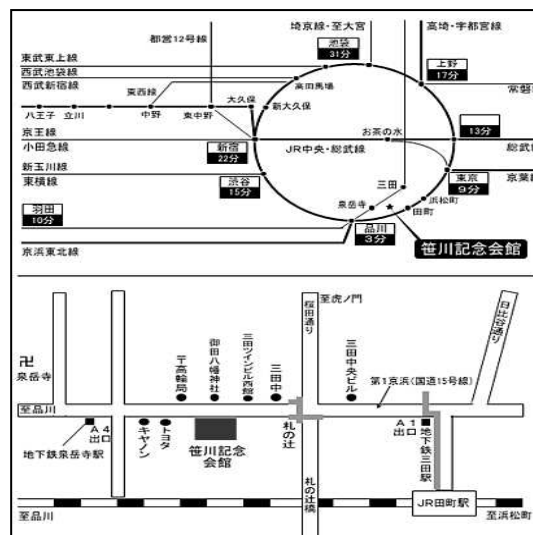 都営12号線
埼京線・至大宮
高崎・宇都宮線
池袋
31分
東武東上線
西武池袋線
西武新宿線
上野
17分
高田馬場
常磐
東西線
大久保
新大久保
八王子
立川
中野
東中野
京王線
小田急線
新宿
22分
お茶の水
JR中央・総武線
13分
総武
新玉川線
東横線
渋谷
15分
三田
東京
9分
京葉
羽田
10分
泉岳寺
浜松町
田町
品川
3分
京浜東北線
笹川記念会館
至虎ノ門
桜田通り
日比谷通り
卍
泉岳寺
〒高輪局
御田八幡神社
三田ツインビル西館
三田中
三田中央ビル
第1京浜(国道15号線)
至品川
A4
出口
地下鉄泉岳寺駅
キヤノン
トヨタ
笹川記念
会館
札の辻
A1
出口
地下鉄三田駅
札の辻橋
JR田町駅
至品川
至浜松町